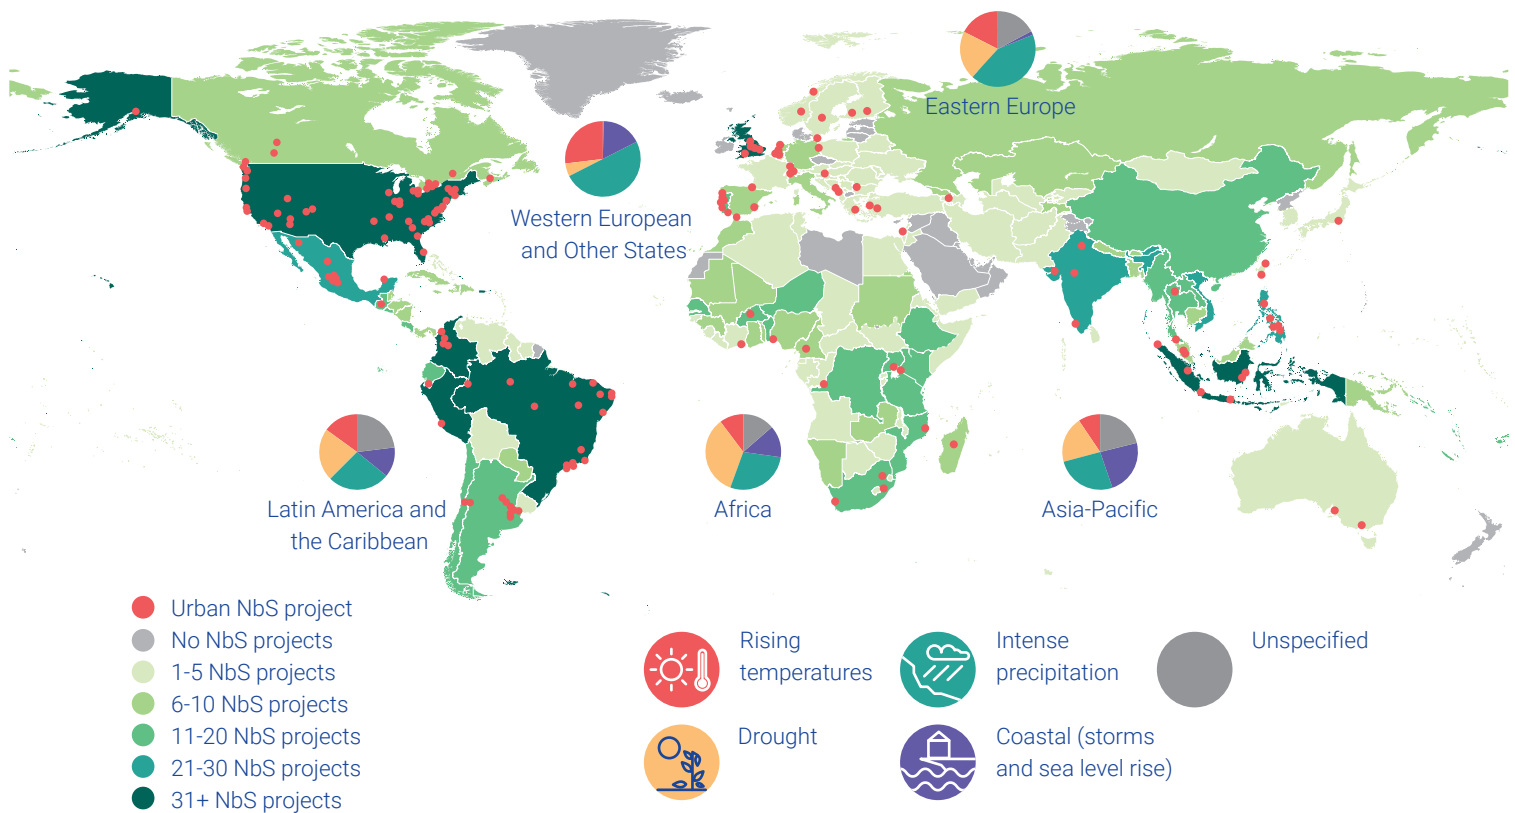 Eastern Europe
Western European
and Other States
Latin America and
the Caribbean
Africa
Asia-Pacific
Urban NbS project
No NbS projects
1-5 NbS projects
6-10 NbS projects
11-20 NbS projects
21-30 NbS projects
31+ NbS projects
Rising
temperatures
Intense
precipitation
Unspecified
Drought
Coastal (storms
and sea level rise)